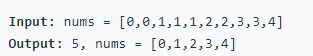 Input: nums = [0,0,1,1,1,2,2,3,3,4]
Output: 5, nums = [0,1,2,3,4]